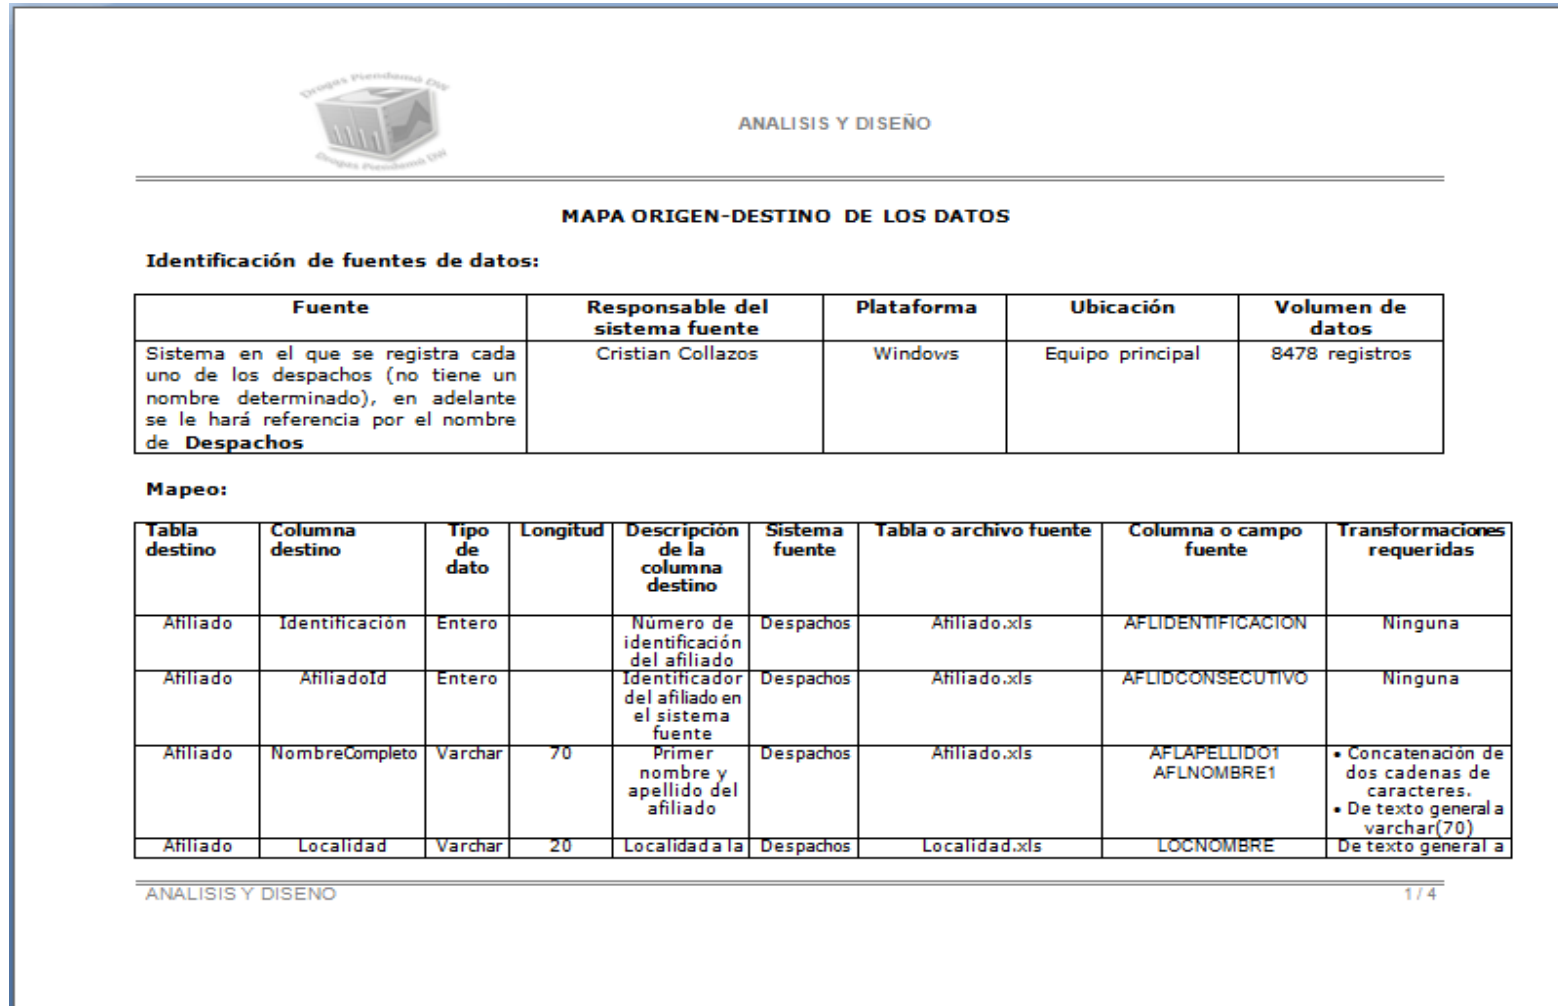 Drogas Piendamó DW
ANALISIS Y DISEÑO
Drogas Piendamó DW
MAPA ORIGEN-DESTINO DE LOS DATOS
Identificación de fuentes de datos:
Fuente Responsable del sistema fuente Plataforma Ubicación Volumen de datos
Sistema en el que se registra cada
uno de los despachos (no tiene un
nombre determinado), en adelante
se le hará referencia por el nombre
de Despachos
Cristian Collazos Windows Equipo principal 8478 registros
Mapeo:
Tabla destino Columna destino Tipo de dato Longitud Descripción de la columna destino Sistema fuente Tabla o archivo fuente Columna o campo fuente Transformaciones requeridas
Afiliado Identificación Entero Número de identificación del afiliado Despachos Afiliado.xls AFLIDENTIFICACION Ninguna
Afiliado AfiliadoId Entero Identificador del afiliado en el sistema fuente Despachos Afiliado.xls AFLIDCONSECUTIVO Ninguna
Afiliado NombreCompleto Varchar 70 Primer nombre y apellido del afiliado Despachos Afiliado.xls AFLAPELLIDO1 AFLNOMBRE1 • Concatenación de dos cadenas de caracteres. • De texto general a varchar(70)
Afiliado Localidad Varchar 20 Localidad a la Despachos Localidad.xls LOCNOMBRE De texto general a
ANALISIS Y DISENO 1 / 4